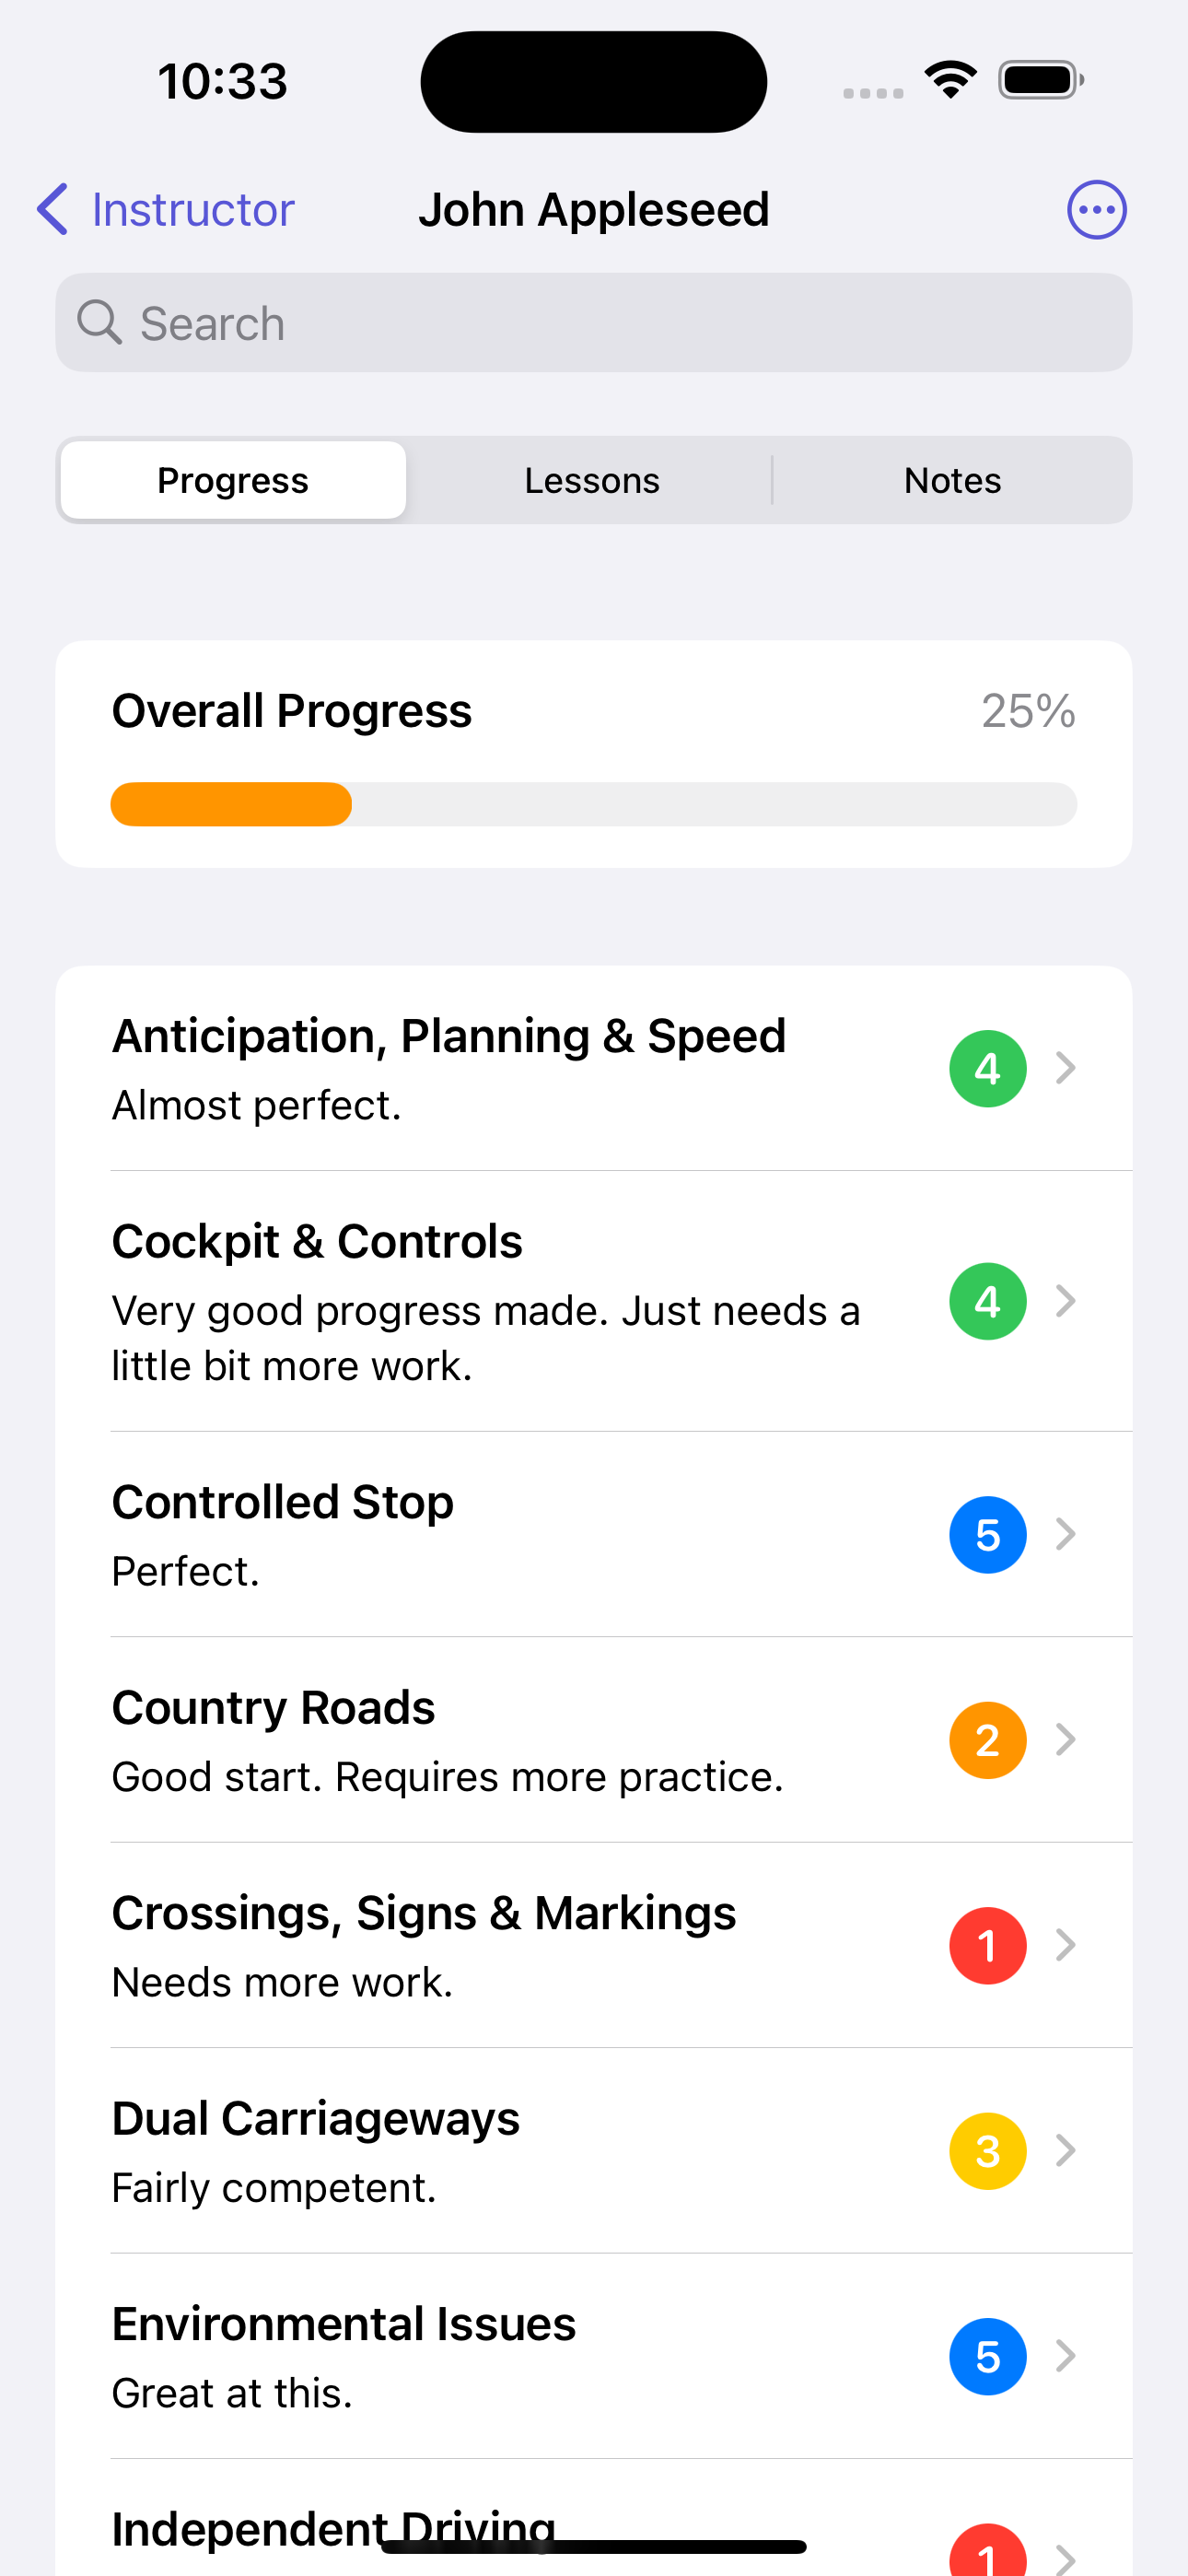 10:33
Instructor
John Appleseed
Search
Progress
Lessons
Notes
Overall Progress
25%
Anticipation, Planning & Speed
Almost perfect.
4
Cockpit & Controls
Very good progress made. Just needs a
little bit more work.
4
Controlled Stop
Perfect.
5
Country Roads
Good start. Requires more practice.
2
Crossings, Signs & Markings
Needs more work.
1
Dual Carriageways
Fairly competent.
3
Environmental Issues
Great at this.
5
Independent Driving
1